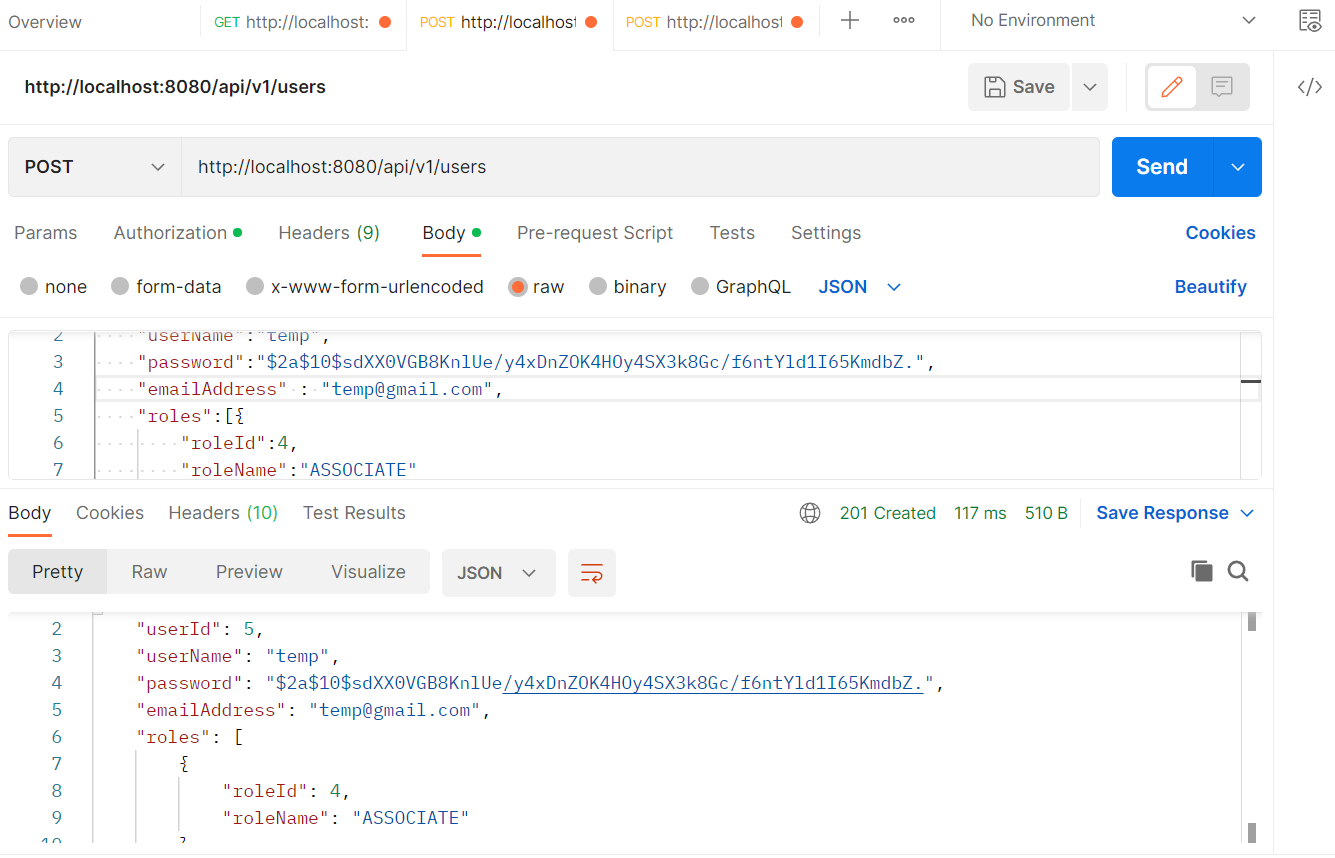 Overview GET http://localhost: POST http://localhost POST http://localhost No Environment
http://localhost:8080/api/v1/users Save
POST http://localhost:8080/api/v1/users Send
Params Authorization Headers (9) Body Pre-request Script Tests Settings Cookies
none form-data x-www-form-urlencoded raw binary GraphQL JSON Beautify
2 "userName":"temp",
3 "password":"$2a$10$sdXX0VGB8KnlUe/y4xDnZOK4HOy4SX3k8Gc/f6ntYld1I65KmdbZ.",
4 "emailAddress" : "temp@gmail.com",
5 "roles":[{
6 "roleId":4,
7 "roleName":"ASSOCIATE"
Body Cookies Headers (10) Test Results 201 Created 117 ms 510 B Save Response
Pretty Raw Preview Visualize JSON
2 "userId": 5,
3 "userName": "temp",
4 "password": "$2a$10$sdXX0VGB8KnlUe/y4xDnZOK4HOy4SX3k8Gc/f6ntYld1I65KmdbZ.",
5 "emailAddress": "temp@gmail.com",
6 "roles": [
7 {
8 "roleId": 4,
9 "roleName": "ASSOCIATE"
10 }